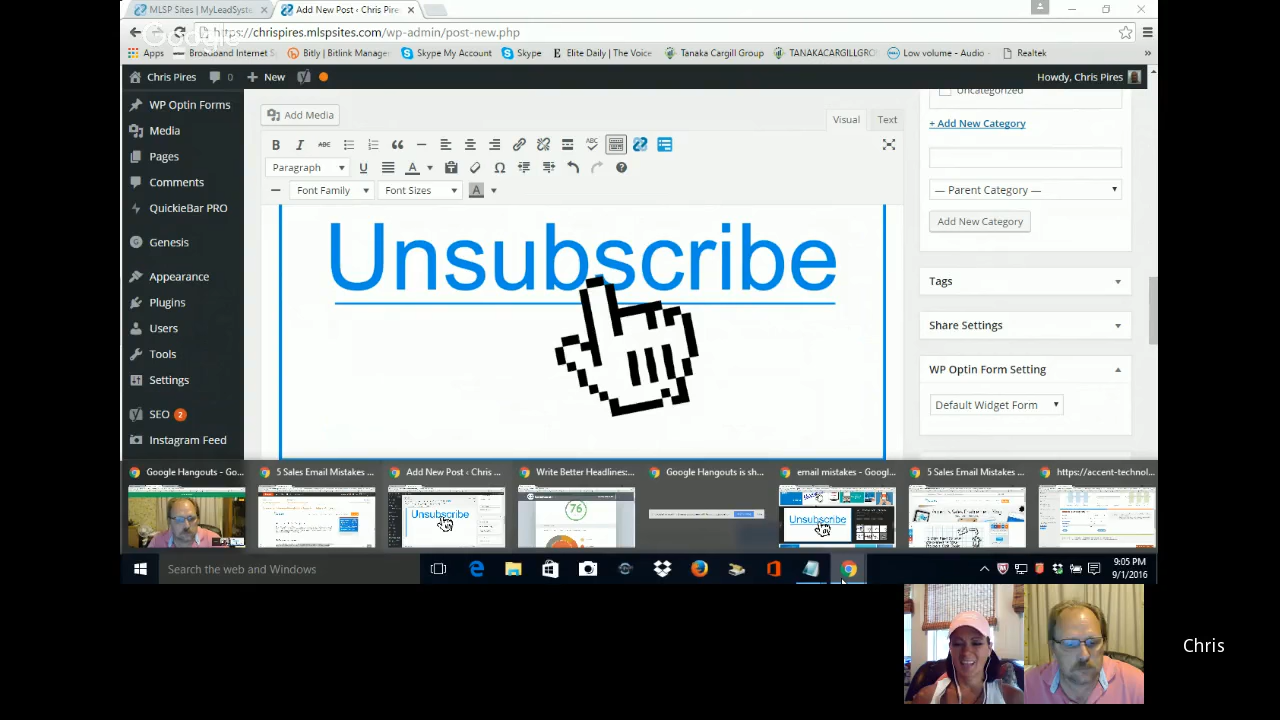 MLSP Sites | MyLeadSyste
Add New Post ‹ Chris Pire
Google
https://chrispires.mlspsites.com/wp-admin/post-new.php
Apps
Broadband Internet S
Bitly | Bitlink Manager
Skype My Account
Skype
E Elite Daily | The Voice
Tanaka Cargill Group
TANAKACARGILLGRO
Low volume - Audio
Realtek
»
Chris Pires
0
+ New
Howdy, Chris Pires
WP Optin Forms
Media
Pages
Comments
QuickieBar PRO
Genesis
Appearance
Plugins
Users
Tools
Settings
SEO 2
Instagram Feed
Add Media
Visual
Text
B I ABC
ABC
Paragraph
U
A
Ω
Font Family
Font Sizes
A
Unsubscribe
Uncategorized
+ Add New Category
— Parent Category —
Add New Category
Tags
Share Settings
WP Optin Form Setting
Default Widget Form
Google Hangouts - Go...
5 Sales Email Mistakes ...
Add New Post ‹ Chris ...
Write Better Headlines:...
Google Hangouts is sh...
email mistakes - Googl...
5 Sales Email Mistakes ...
https://accent-technol...
Unsubscribe
76
Unsubscribe
Search the web and Windows
9:05 PM
9/1/2016
Chris